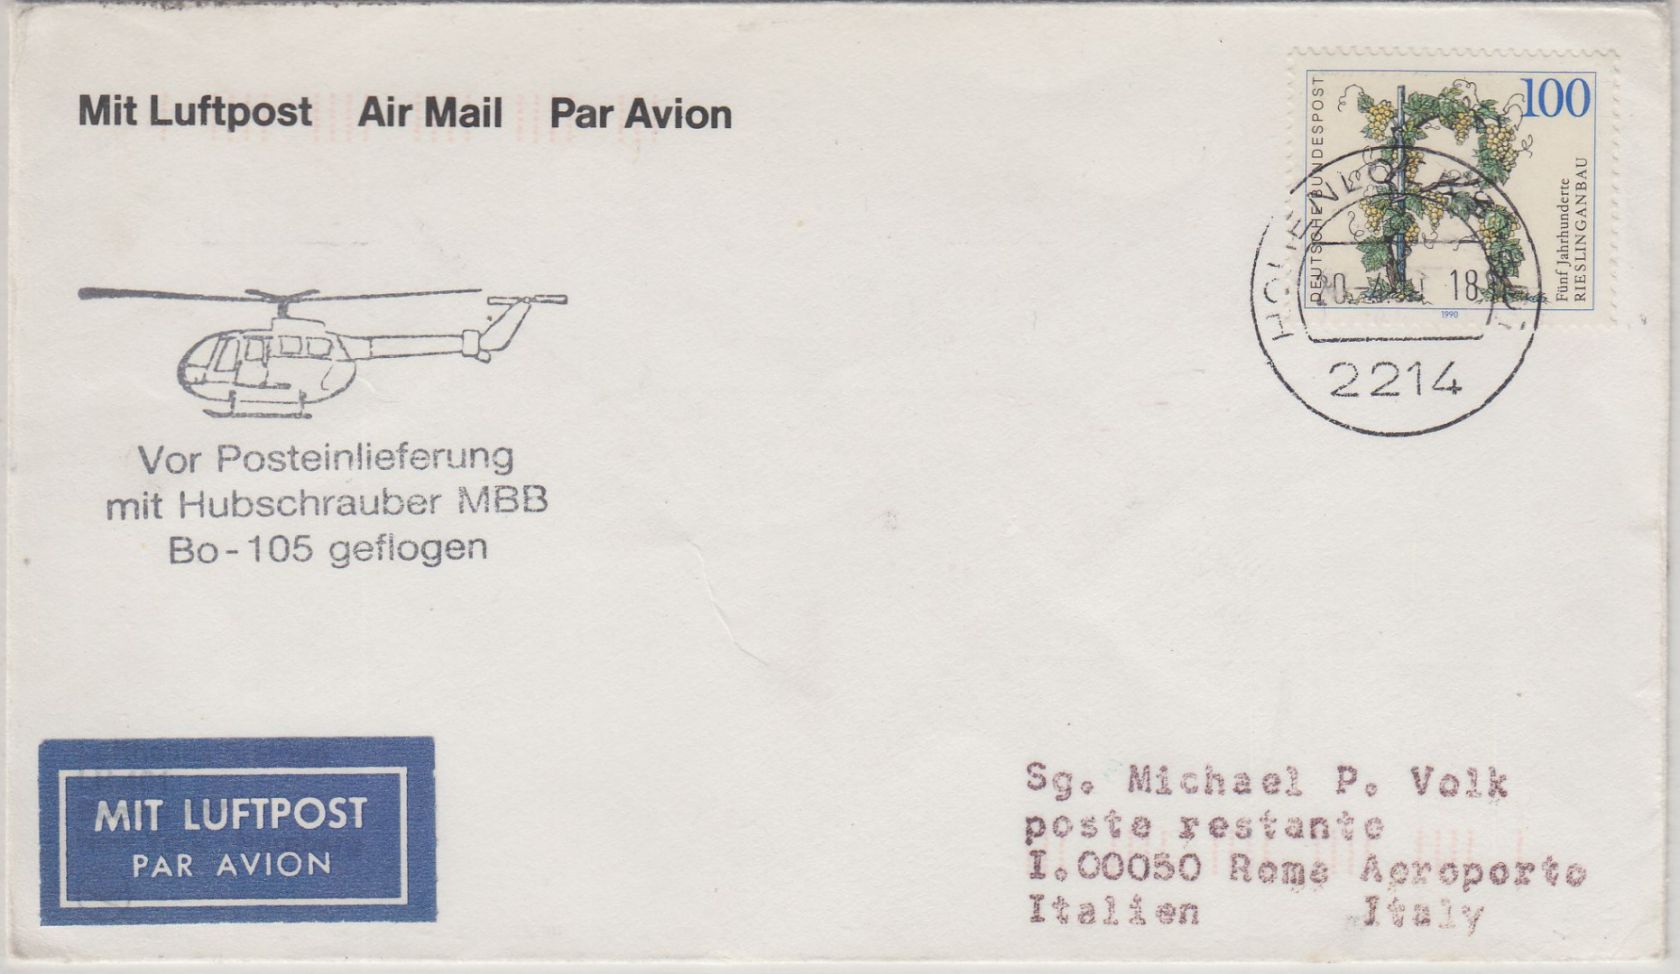 Mit Luftpost Air Mail Par Avion
DEUTSCHE BUNDESPOST
100
Fünf Jahrhunderte
RIESLINGANBAU
1990
18
2214
Vor Posteinlieferung
mit Hubschrauber MBB
Bo-105 geflogen
MIT LUFTPOST
PAR AVION
Sg. Michael P. Volk
poste restante
I.00050 Roma Aeroporto
Italien Italy